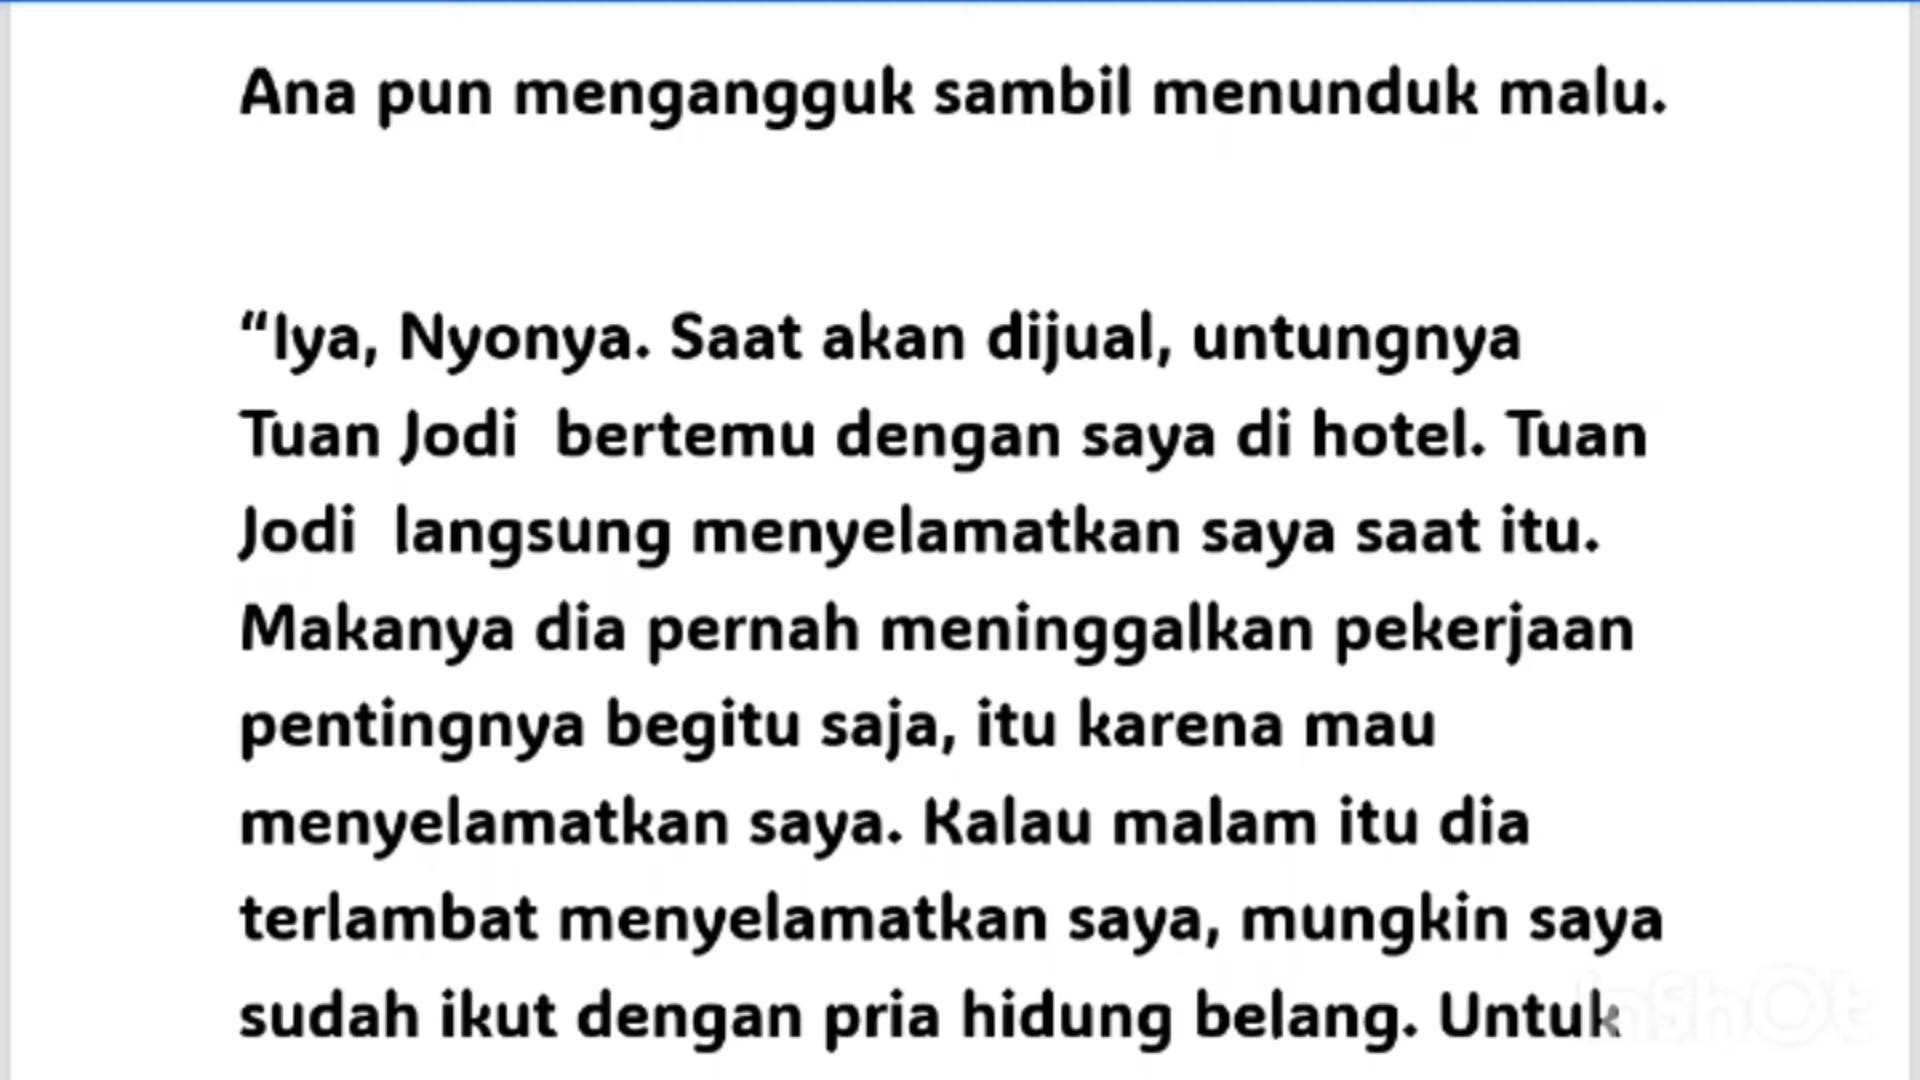 Ana pun mengangguk sambil menunduk malu.
“Iya, Nyonya. Saat akan dijual, untungnya
Tuan Jodi  bertemu dengan saya di hotel. Tuan
Jodi  langsung menyelamatkan saya saat itu.
Makanya dia pernah meninggalkan pekerjaan
pentingnya begitu saja, itu karena mau
menyelamatkan saya. Kalau malam itu dia
terlambat menyelamatkan saya, mungkin saya
sudah ikut dengan pria hidung belang. Untuk
InShOt